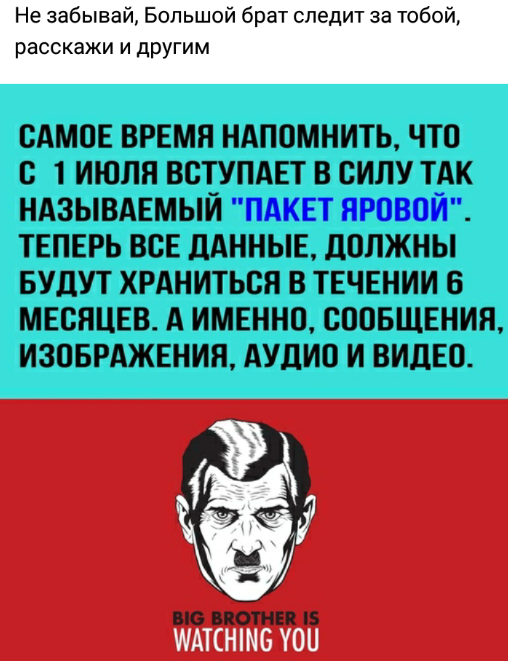 Не забывай, Большой брат следит за тобой,
расскажи и другим
САМОЕ ВРЕМЯ НАПОМНИТЬ, ЧТО
С 1 ИЮЛЯ ВСТУПАЕТ В СИЛУ ТАК
НАЗЫВАЕМЫЙ "ПАКЕТ ЯРОВОЙ".
ТЕПЕРЬ ВСЕ ДАННЫЕ, ДОЛЖНЫ
БУДУТ ХРАНИТЬСЯ В ТЕЧЕНИИ 6
МЕСЯЦЕВ. А ИМЕННО, СООБЩЕНИЯ,
ИЗОБРАЖЕНИЯ, АУДИО И ВИДЕО.
BIG BROTHER IS
WATCHING YOU